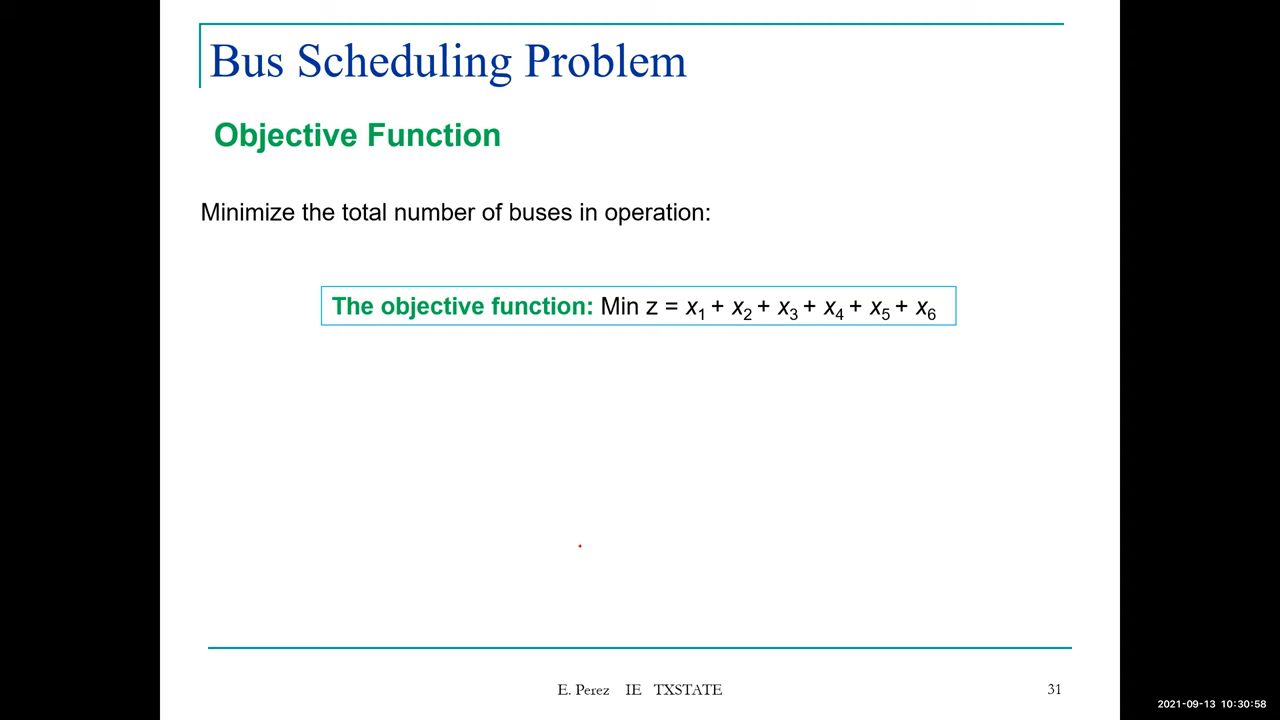 Bus Scheduling Problem
Objective Function
Minimize the total number of buses in operation:
The objective function: Min z = x₁ + x₂ + x₃ + x₄ + x₅ + x₆
E. Perez IE TXSTATE
31
2021-09-13 10:30:58